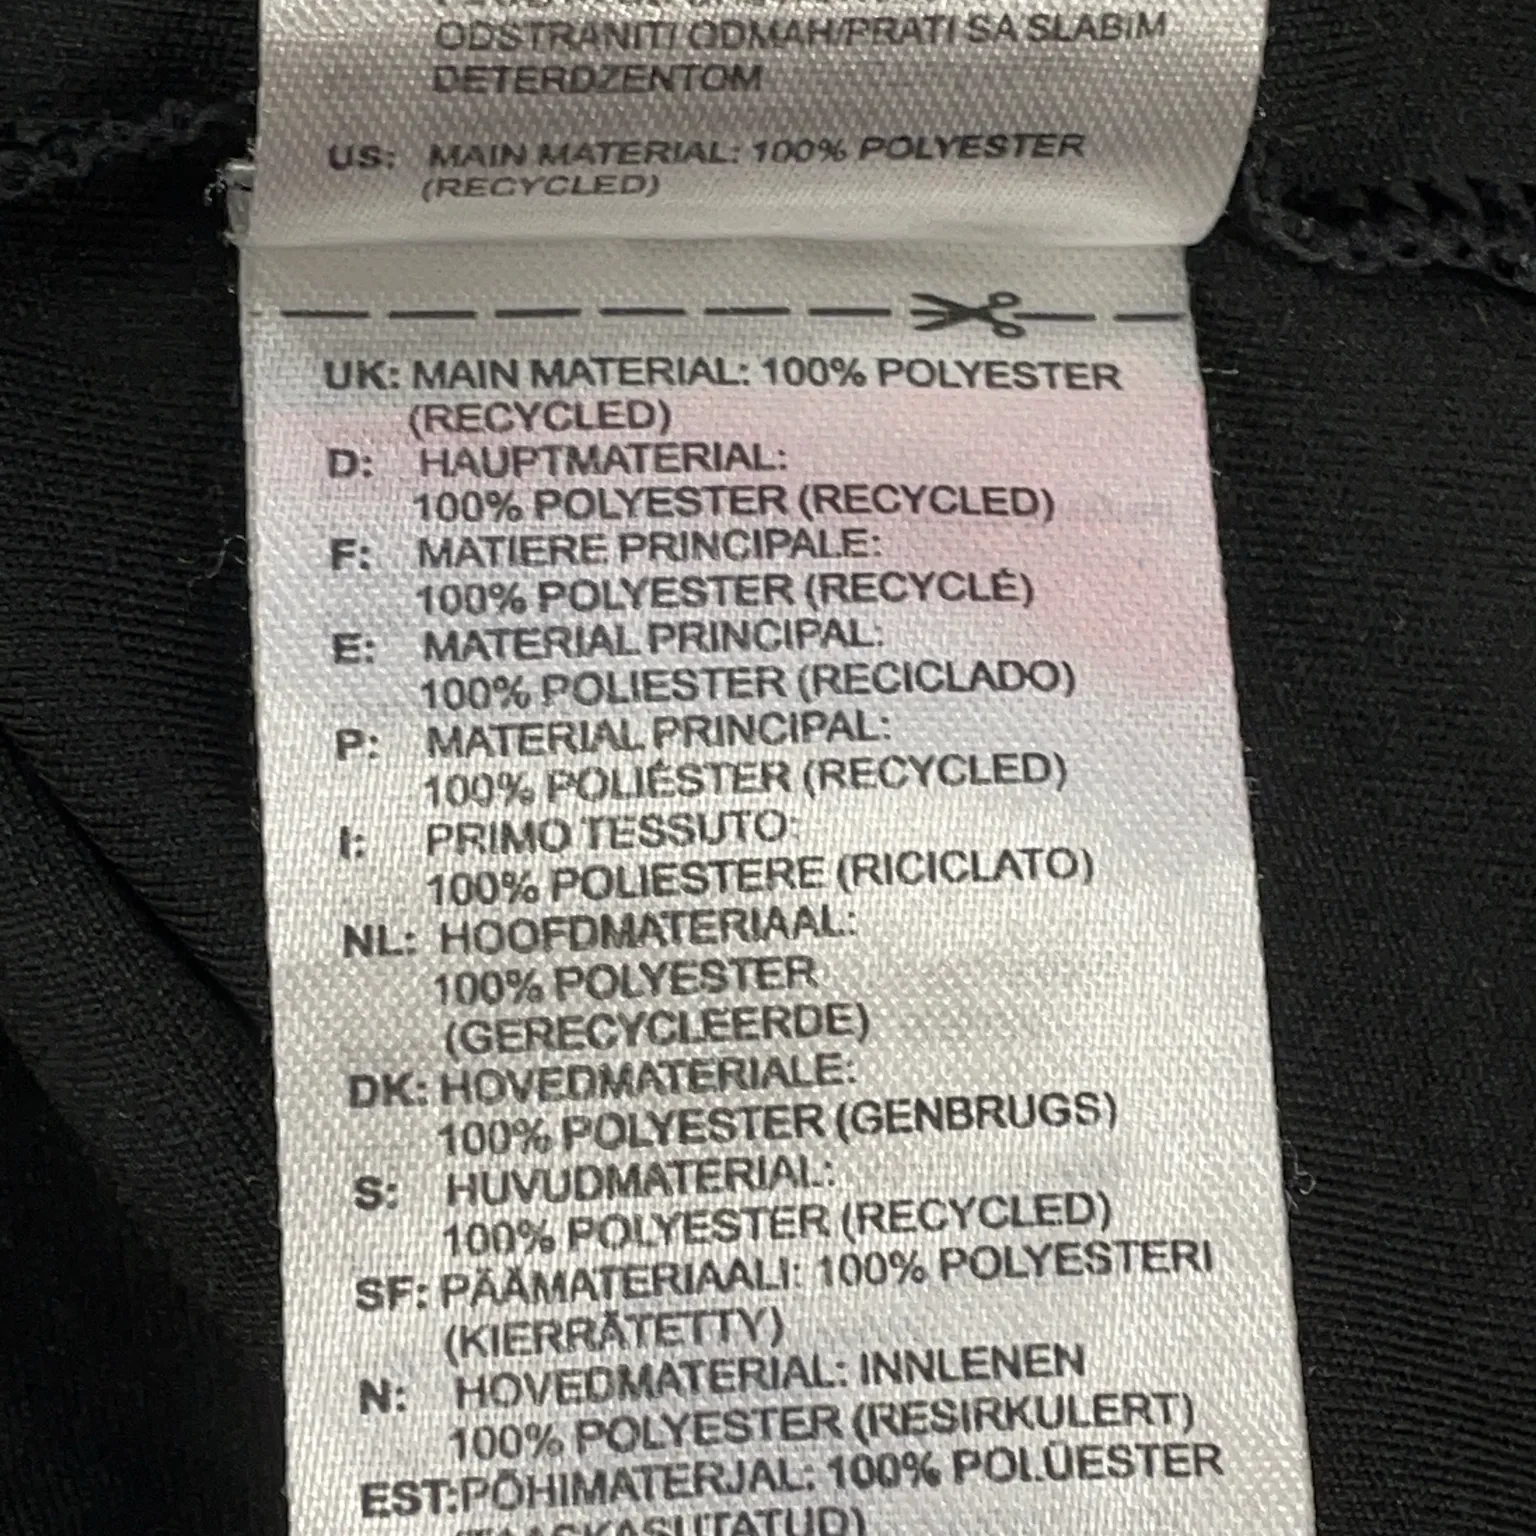 ODSTRANITI ODMAH/PRATI SA SLABIM
DETERDZENTOM
US: MAIN MATERIAL: 100% POLYESTER
(RECYCLED)
UK: MAIN MATERIAL: 100% POLYESTER
(RECYCLED)
D: HAUPTMATERIAL:
100% POLYESTER (RECYCLED)
F: MATIERE PRINCIPALE:
100% POLYESTER (RECYCLÉ)
E: MATERIAL PRINCIPAL:
100% POLIESTER (RECICLADO)
P: MATERIAL PRINCIPAL:
100% POLIÉSTER (RECYCLED)
I: PRIMO TESSUTO:
100% POLIESTERE (RICICLATO)
NL: HOOFDMATERIAAL:
100% POLYESTER
(GERECYCLEERDE)
DK: HOVEDMATERIALE:
100% POLYESTER (GENBRUGS)
S: HUVUDMATERIAL:
100% POLYESTER (RECYCLED)
SF: PÄÄMATERIAALI: 100% POLYESTERI
(KIERRÄTETTY)
N: HOVEDMATERIAL: INNLENEN
100% POLYESTER (RESIRKULERT)
EST: PÕHIMATERJAL: 100% POLÜESTER
(TAASKASUTATUD)